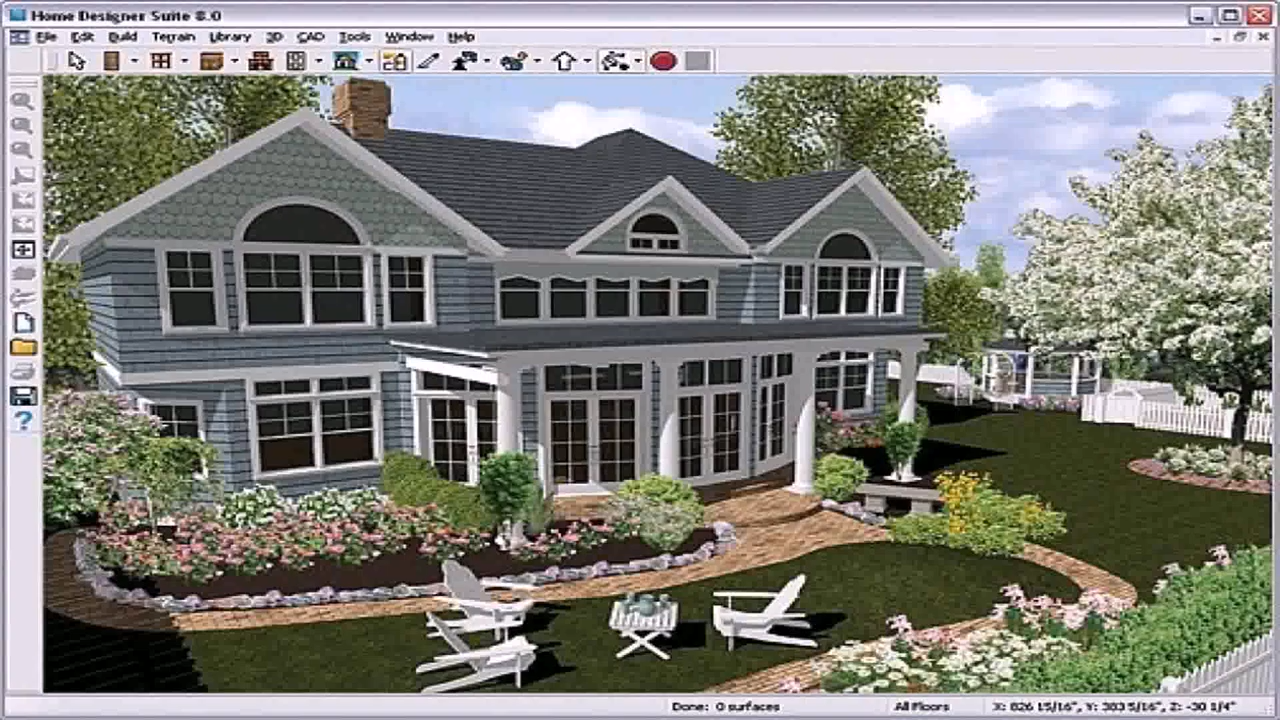 Home Designer Suite 8.0
File Edit Build Terrain Library 3D CAD Tools Window Help
?
Done: 0 surfaces All Floors X: 826 15/16", Y: 383 5/16", Z: -30 1/4"